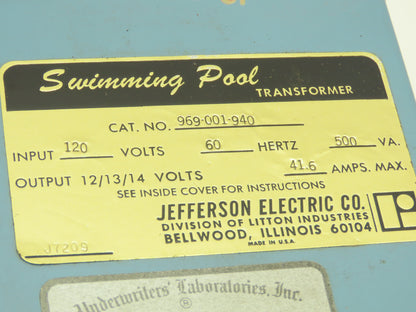 Swimming Pool
TRANSFORMER
CAT. NO. 969-001-940
INPUT 120 VOLTS 60 HERTZ 500 VA.
OUTPUT 12/13/14 VOLTS 41.6 AMPS. MAX.
SEE INSIDE COVER FOR INSTRUCTIONS
JEFFERSON ELECTRIC CO.
DIVISION OF LITTON INDUSTRIES
BELLWOOD, ILLINOIS 60104
MADE IN U.S.A.
J7209
Underwriters' Laboratories, Inc.
®